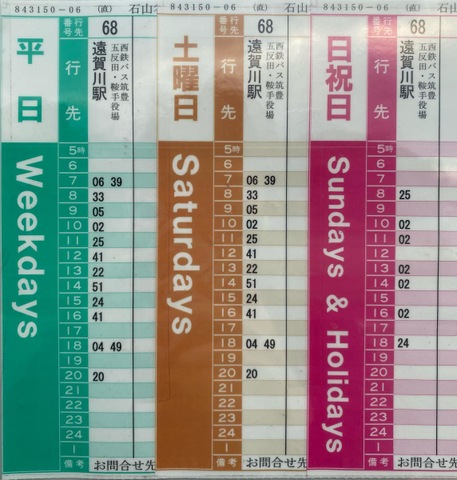 843150-06 (直) 石山
平日
行先番号
行先
68
遠賀川駅
西鉄バス筑豊
五反田・鞍手役場
Weekdays
5時
6
7 06 39
8 33
9 05
10 02
11 25
12 41
13 22
14 51
15 24
16 41
17
18 04 49
19
20 20
21
22
23
24
1
備考 お問合せ先
843150-06 (直) 石山
土曜日
行先番号
行先
68
遠賀川駅
西鉄バス筑豊
五反田・鞍手役場
Saturdays
5時
6
7 06 39
8 33
9 05
10 02
11 25
12 41
13 22
14 51
15 24
16 41
17
18 04 49
19
20 20
21
22
23
24
1
備考 お問合せ先
843150-06 (直) 石山
日祝日
行先番号
行先
68
遠賀川駅
西鉄バス筑豊
五反田・鞍手役場
Sundays & Holidays
5時
6
7
8 25
9
10 02
11 02
12
13 02
14 02
15
16 02
17
18 24
19
20
21
22
23
24
1
備考 お問合せ先